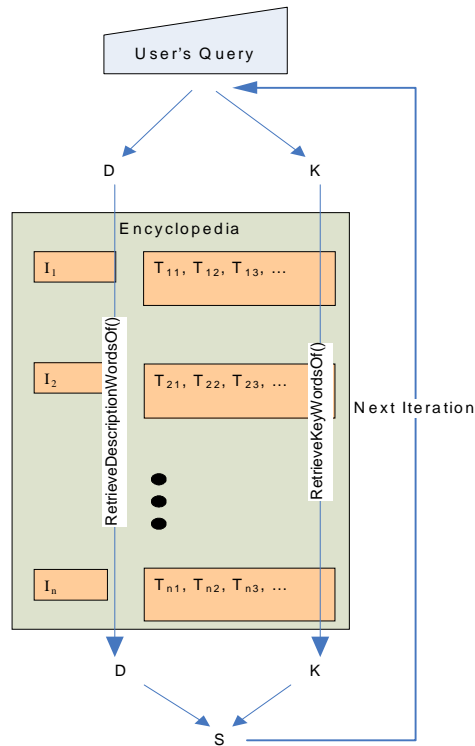 User's Query
D K
Encyclopedia
I1 T11, T12, T13, ...
I2 T21, T22, T23, ...
RetrieveDescriptionWordsOf()
RetrieveKeyWordsOf()
Next Iteration
In Tn1, Tn2, Tn3, ...
D K
S